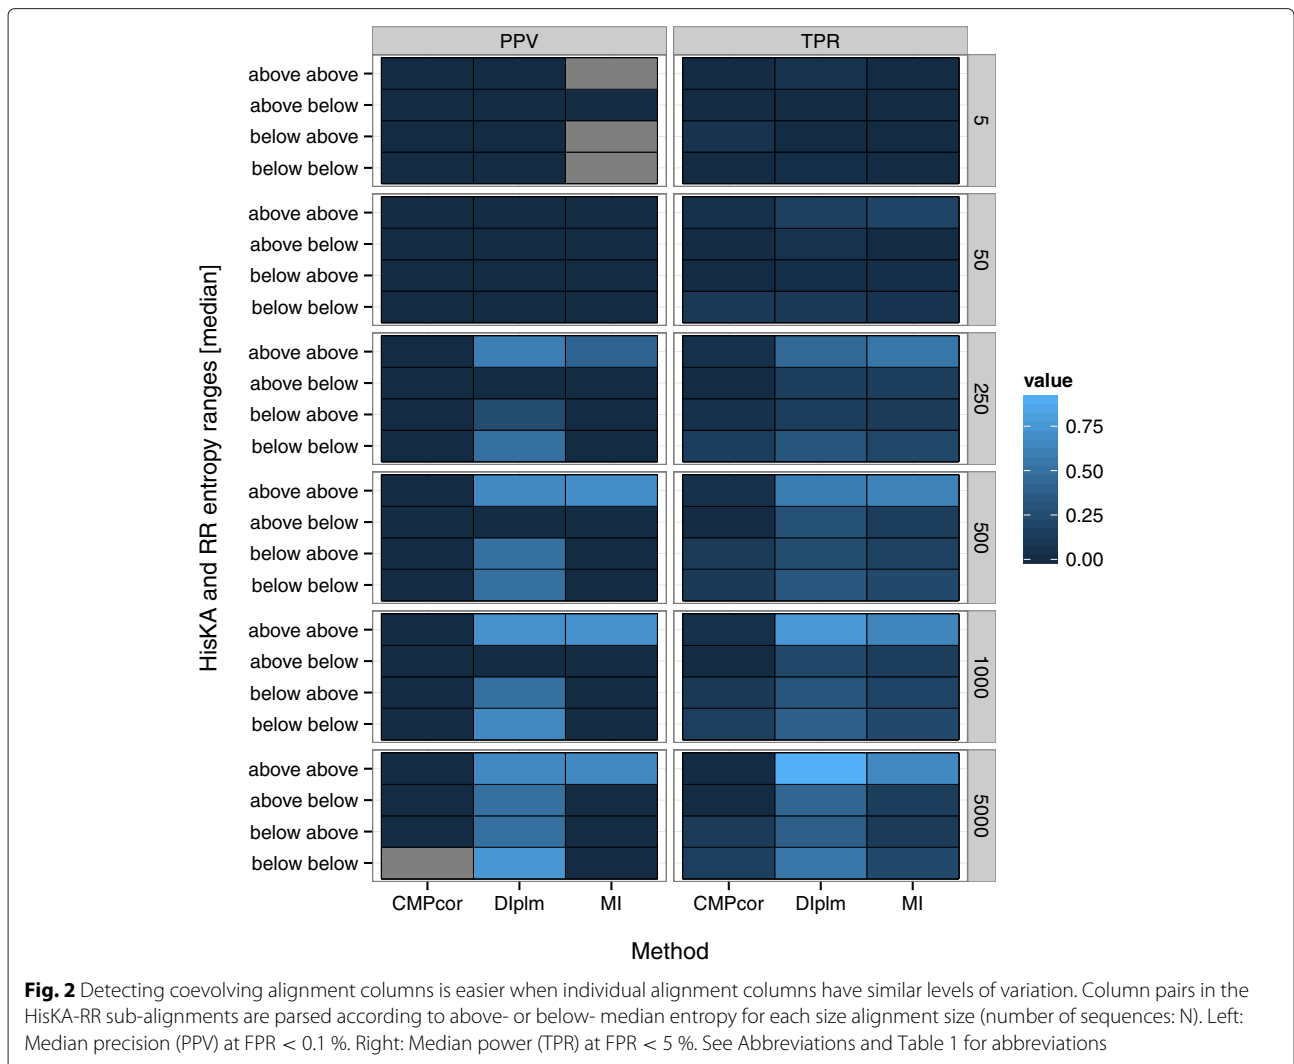 PPV TPR
above above
above below
below above
below below
5
above above
above below
below above
below below
50
above above
above below
below above
below below
250
above above
above below
below above
below below
500
above above
above below
below above
below below
1000
above above
above below
below above
below below
5000
HisKA and RR entropy ranges [median]
CMPcor DIplm MI CMPcor DIplm MI
Method
value
0.75
0.50
0.25
0.00
Fig. 2 Detecting coevolving alignment columns is easier when individual alignment columns have similar levels of variation. Column pairs in the
HisKA-RR sub-alignments are parsed according to above- or below- median entropy for each size alignment size (number of sequences: N). Left:
Median precision (PPV) at FPR < 0.1 %. Right: Median power (TPR) at FPR < 5 %. See Abbreviations and Table 1 for abbreviations